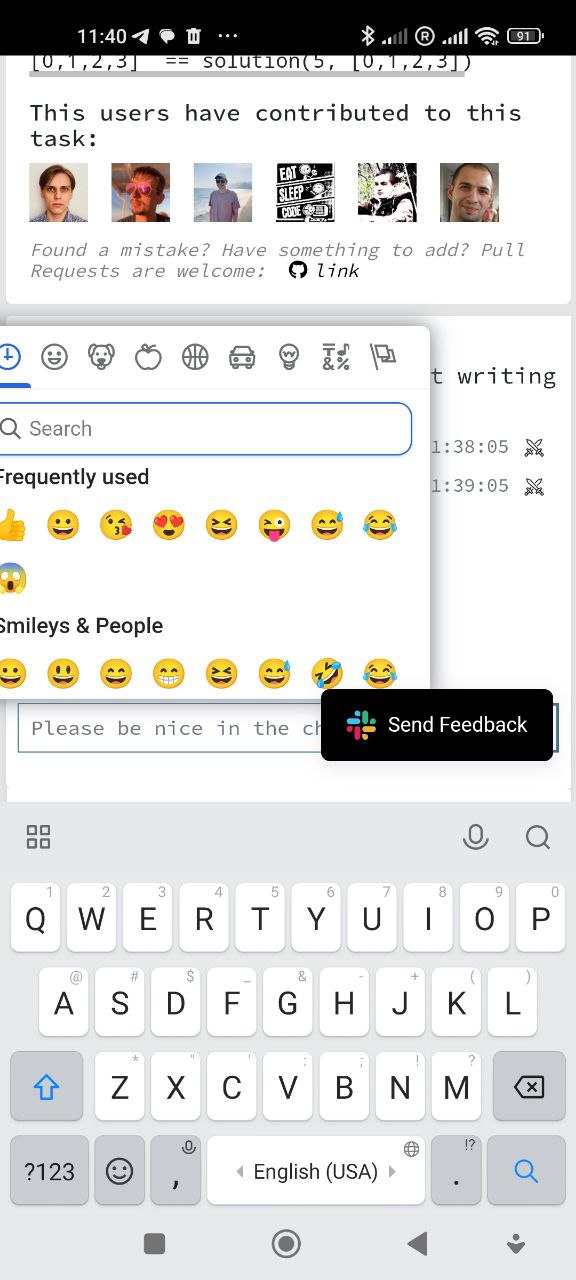 11:40
91
[0,1,2,3] == solution(5, [0,1,2,3])
This users have contributed to this
task:
EAT
SLEEP
CODE
Found a mistake? Have something to add? Pull
Requests are welcome: link
t writing
Search
1:38:05
Frequently used
1:39:05
Smileys & People
Please be nice in the ch
Send Feedback
1 2 3 4 5 6 7 8 9 0
Q W E R T Y U I O P
@ # $ _ & - + ( )
A S D F G H J K L
* " ' : ; ! ?
Z X C V B N M
!?
?123 , English (USA) .